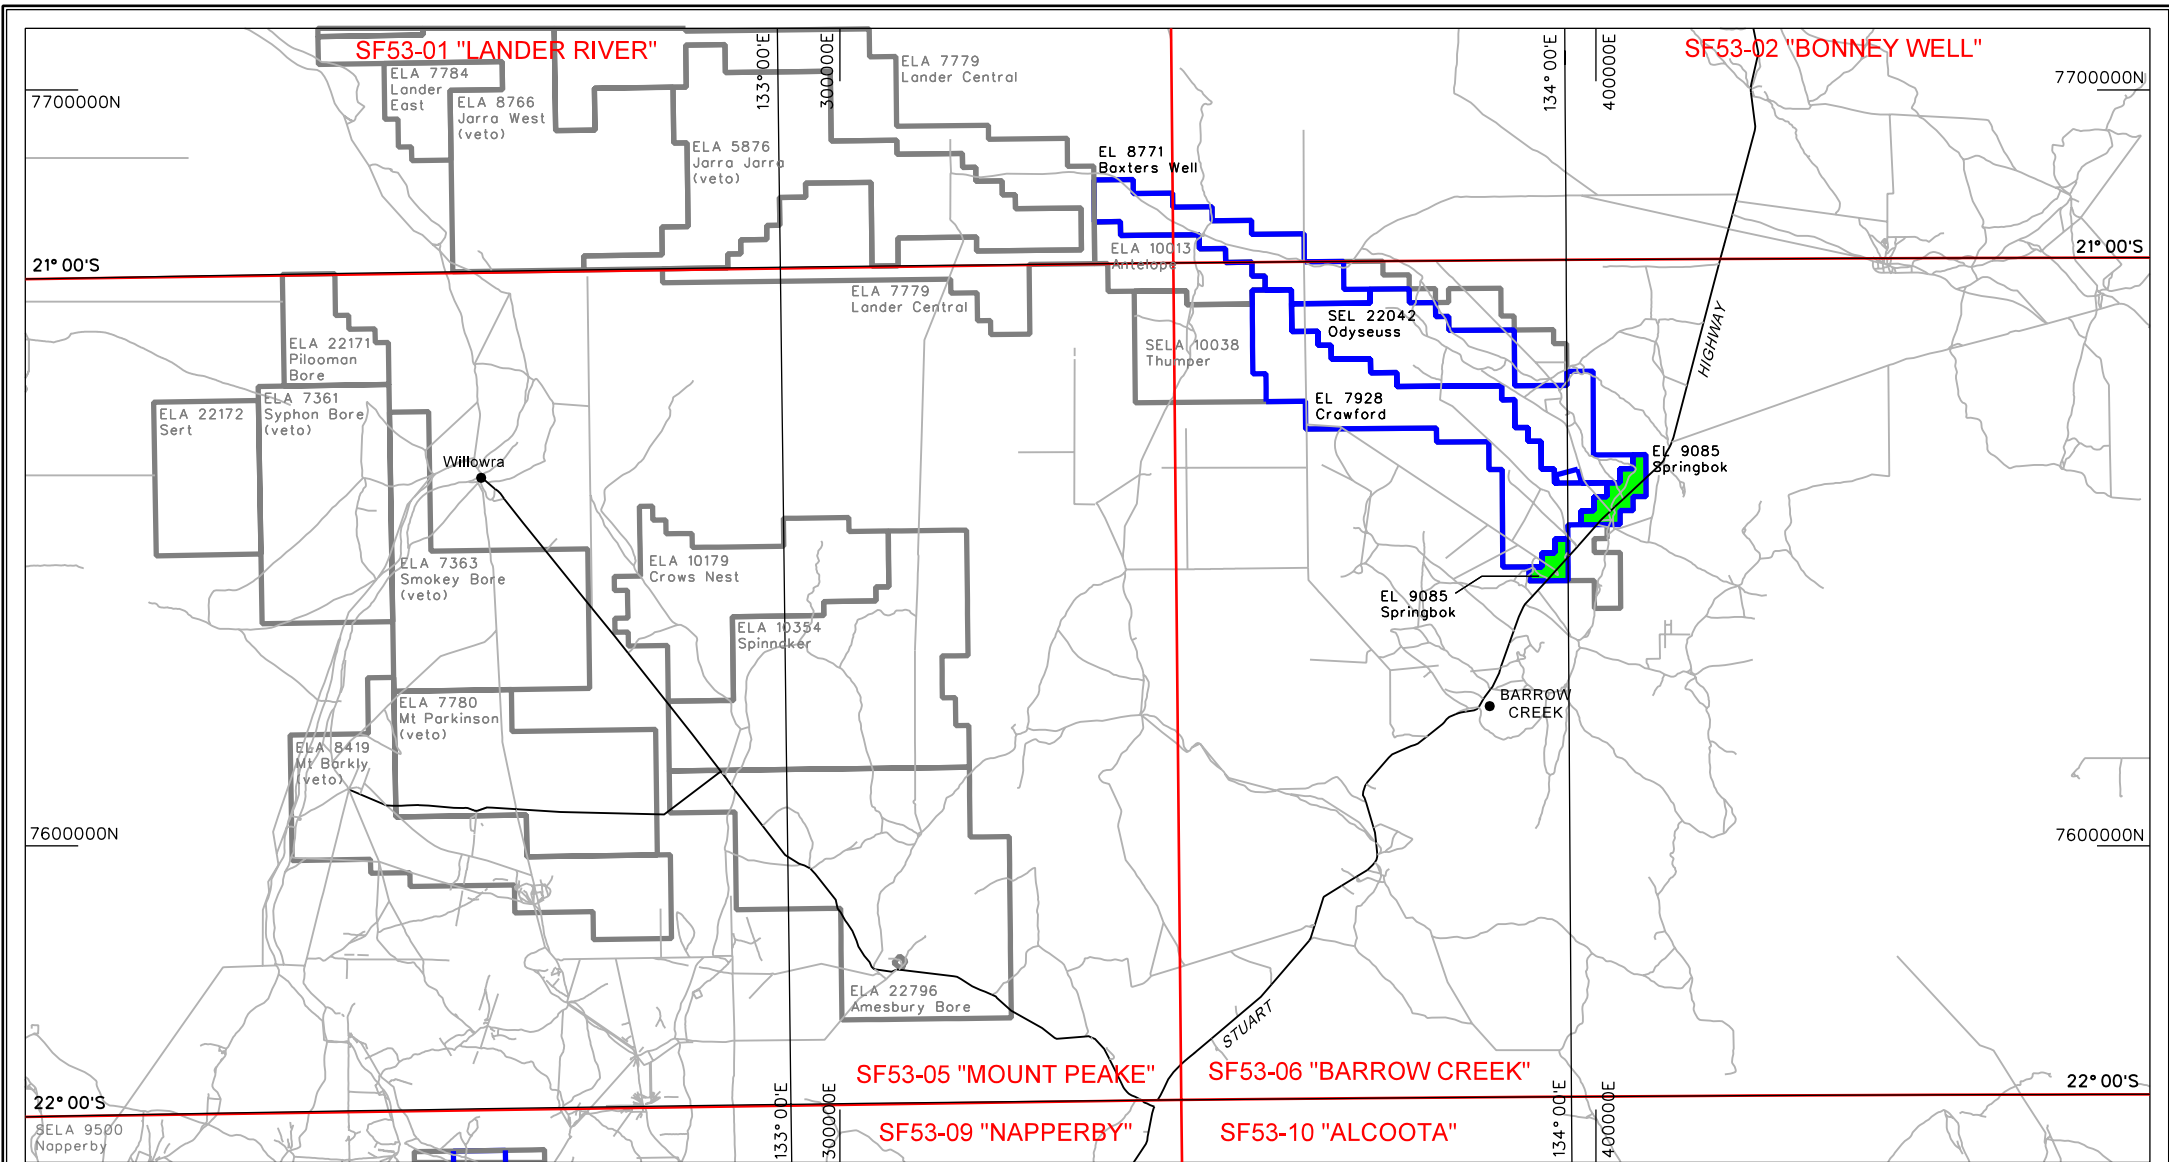 SF53-01 "LANDER RIVER"
SF53-02 "BONNEY WELL"
133° 00'E
300000E
134° 00'E
400000E
7700000N
7700000N
ELA 7784
Lander
East
ELA 8766
Jarra West
(veto)
ELA 7779
Lander Central
ELA 5876
Jarra Jarra
(veto)
EL 8771
Baxters Well
ELA 10013
Antelope
21° 00'S
21° 00'S
ELA 7779
Lander Central
SEL 22042
Odyseuss
HIGHWAY
ELA 22171
Pilooman
Bore
SELA 10038
Thumper
ELA 22172
Sert
ELA 7361
Syphon Bore
(veto)
EL 7928
Crawford
Willowra
EL 9085
Springbok
ELA 7363
Smokey Bore
(veto)
ELA 10179
Crows Nest
EL 9085
Springbok
ELA 10354
Spinnaker
ELA 7780
Mt Parkinson
(veto)
BARROW
CREEK
ELA 8419
Mt Barkly
(veto)
7600000N
7600000N
ELA 22796
Amesbury Bore
STUART
SF53-05 "MOUNT PEAKE"
SF53-06 "BARROW CREEK"
22° 00'S
22° 00'S
133° 00'E
300000E
134° 00'E
400000E
SELA 9500
Napperby
SF53-09 "NAPPERBY"
SF53-10 "ALCOOTA"